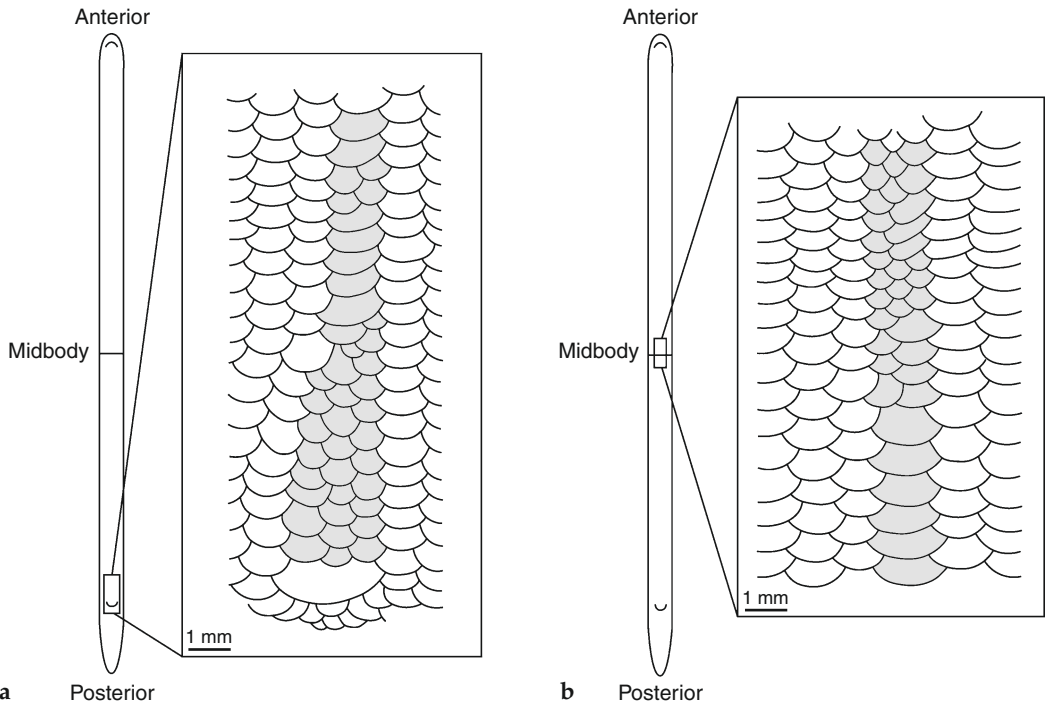 Anterior
Midbody
1 mm
a
Posterior
Anterior
Midbody
1 mm
b
Posterior